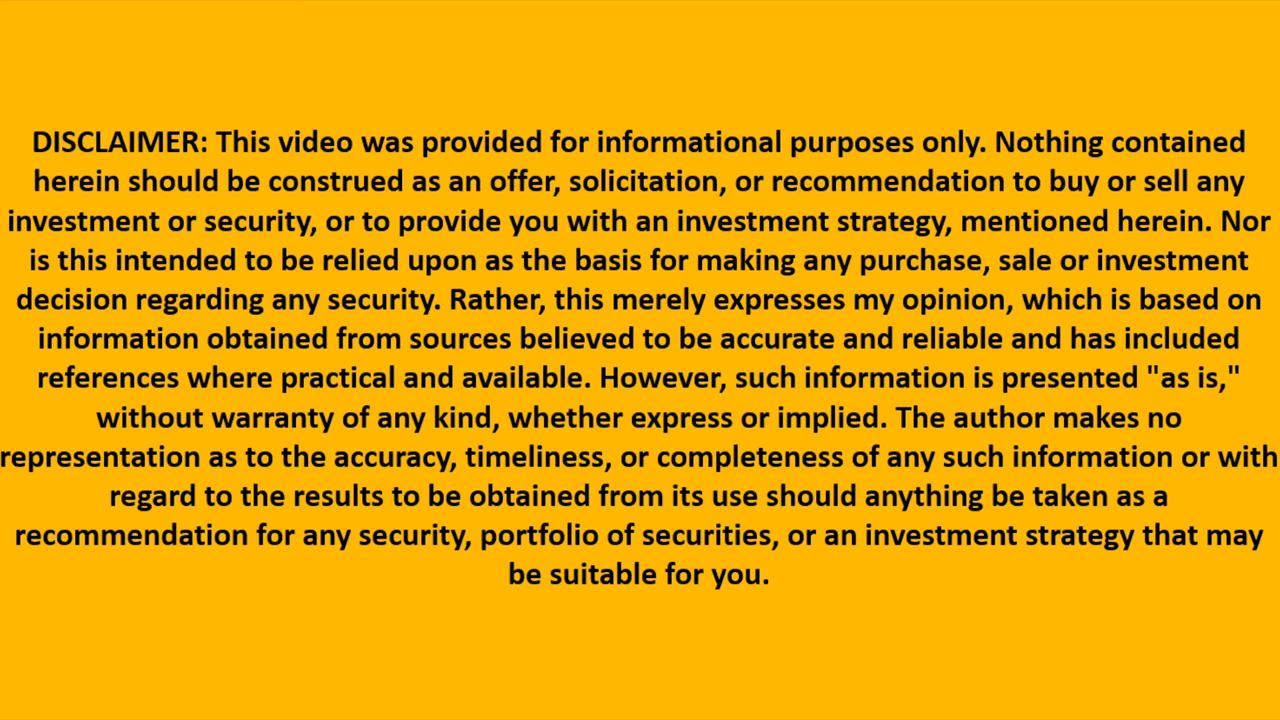 DISCLAIMER: This video was provided for informational purposes only. Nothing contained
herein should be construed as an offer, solicitation, or recommendation to buy or sell any
investment or security, or to provide you with an investment strategy, mentioned herein. Nor
is this intended to be relied upon as the basis for making any purchase, sale or investment
decision regarding any security. Rather, this merely expresses my opinion, which is based on
information obtained from sources believed to be accurate and reliable and has included
references where practical and available. However, such information is presented "as is,"
without warranty of any kind, whether express or implied. The author makes no
representation as to the accuracy, timeliness, or completeness of any such information or with
regard to the results to be obtained from its use should anything be taken as a
recommendation for any security, portfolio of securities, or an investment strategy that may
be suitable for you.